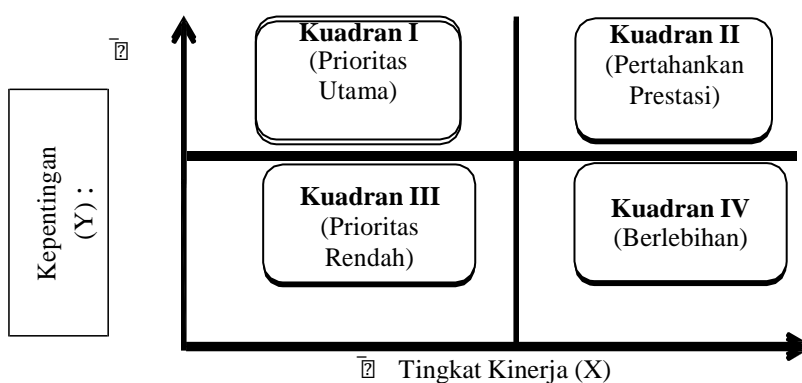 Kuadran I
(Prioritas
Utama)
Kuadran II
(Pertahankan
Prestasi)
Kepentingan
(Y) :
Kuadran III
(Prioritas
Rendah)
Kuadran IV
(Berlebihan)
Tingkat Kinerja (X)